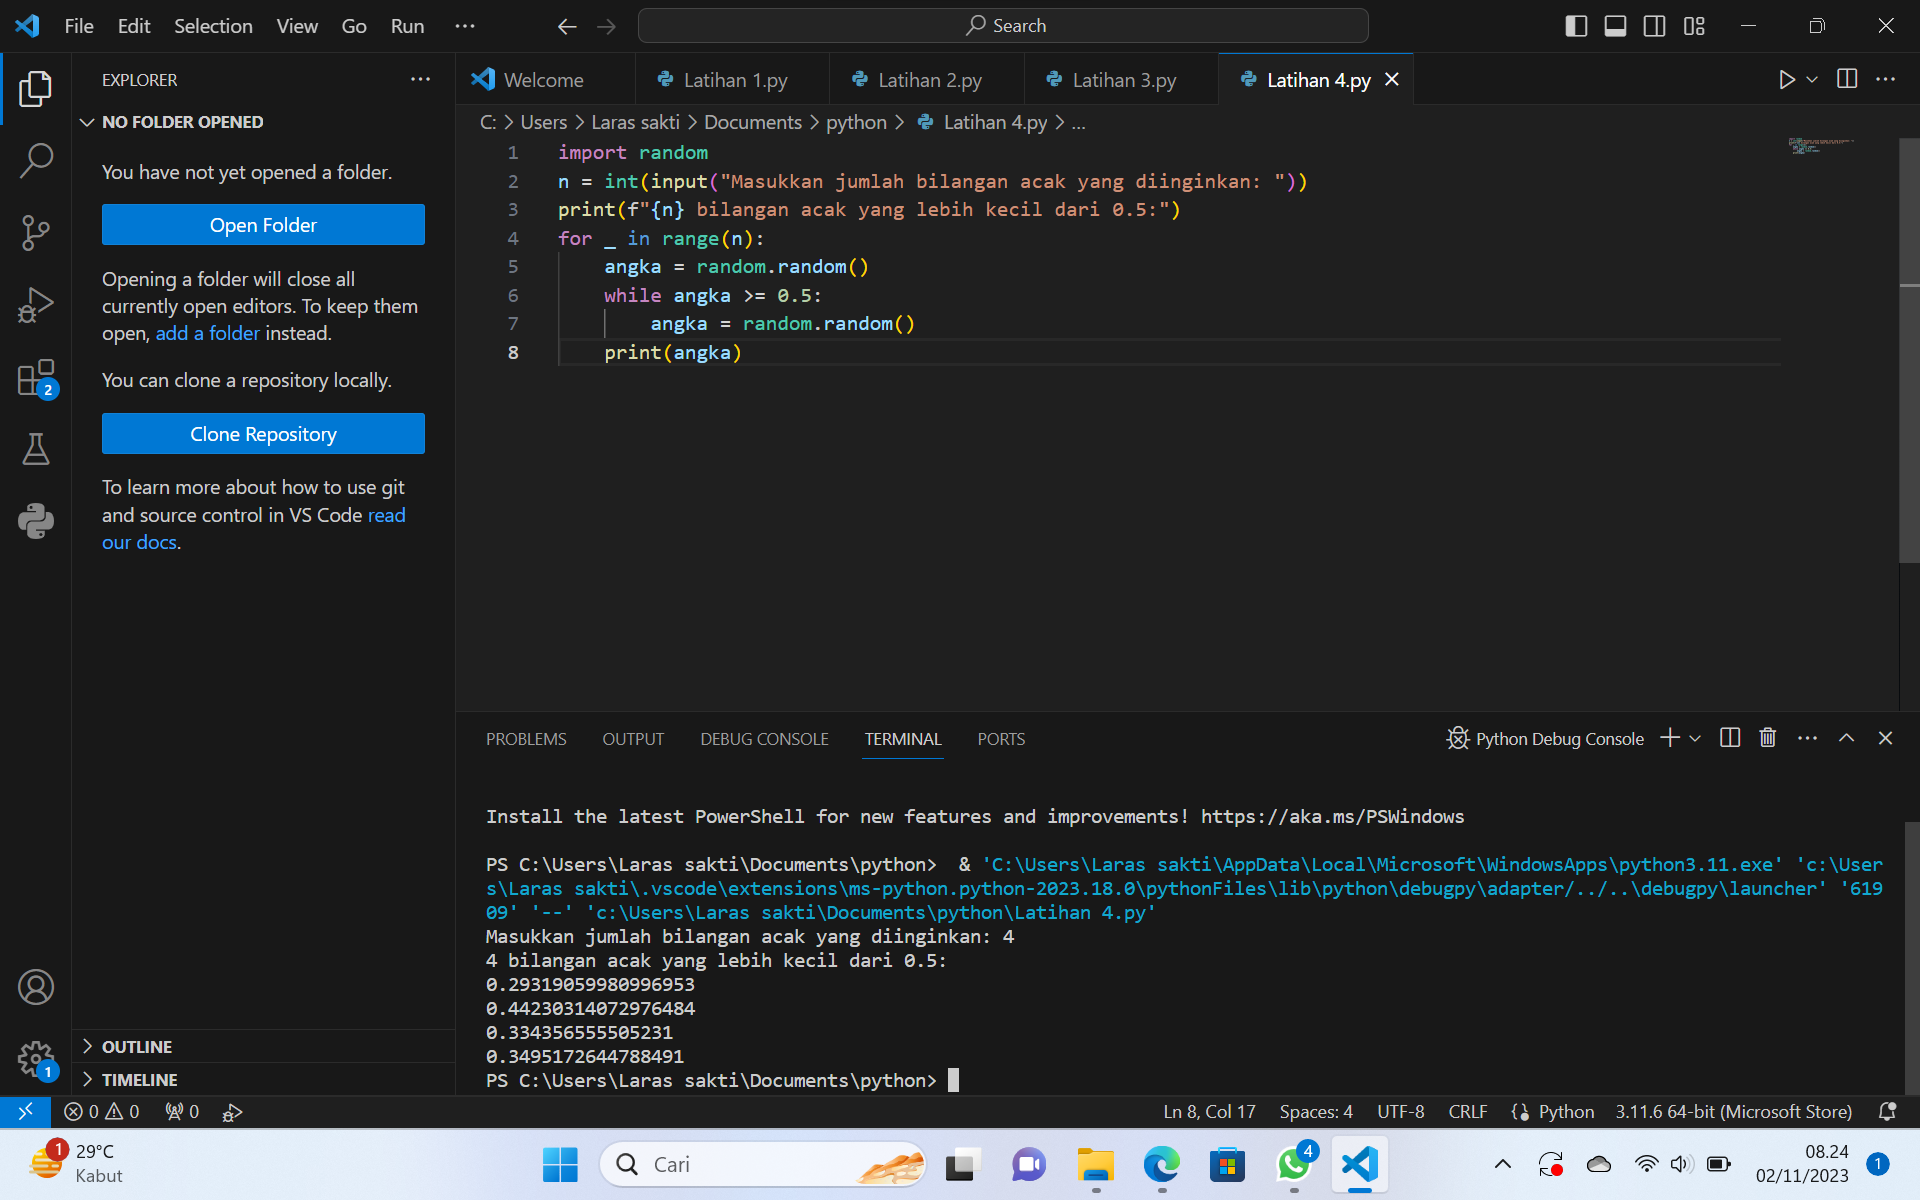 File Edit Selection View Go Run ···
Search
EXPLORER
NO FOLDER OPENED
You have not yet opened a folder.
Open Folder
Opening a folder will close all
currently open editors. To keep them
open, add a folder instead.
You can clone a repository locally.
Clone Repository
To learn more about how to use git
and source control in VS Code read
our docs.
OUTLINE
TIMELINE
2
1
Welcome Latihan 1.py Latihan 2.py Latihan 3.py Latihan 4.py
C: > Users > Laras sakti > Documents > python > Latihan 4.py > ...
1 import random
2 n = int(input("Masukkan jumlah bilangan acak yang diinginkan: "))
3 print(f"{n} bilangan acak yang lebih kecil dari 0.5:")
4 for _ in range(n):
5     angka = random.random()
6     while angka >= 0.5:
7         angka = random.random()
8     print(angka)
PROBLEMS OUTPUT DEBUG CONSOLE TERMINAL PORTS
Python Debug Console
Install the latest PowerShell for new features and improvements! https://aka.ms/PSWindows
PS C:\Users\Laras sakti\Documents\python>  & 'C:\Users\Laras sakti\AppData\Local\Microsoft\WindowsApps\python3.11.exe' 'c:\User
s\Laras sakti\.vscode\extensions\ms-python.python-2023.18.0\pythonFiles\lib\python\debugpy\adapter/../..\debugpy\launcher' '619
09' '--' 'c:\Users\Laras sakti\Documents\python\Latihan 4.py'
Masukkan jumlah bilangan acak yang diinginkan: 4
4 bilangan acak yang lebih kecil dari 0.5:
0.29319059980996953
0.44230314072976484
0.334356555505231
0.3495172644788491
PS C:\Users\Laras sakti\Documents\python>
0 0 0
Ln 8, Col 17 Spaces: 4 UTF-8 CRLF Python 3.11.6 64-bit (Microsoft Store)
1
29°C
Kabut
Cari
4
08.24
02/11/2023
1